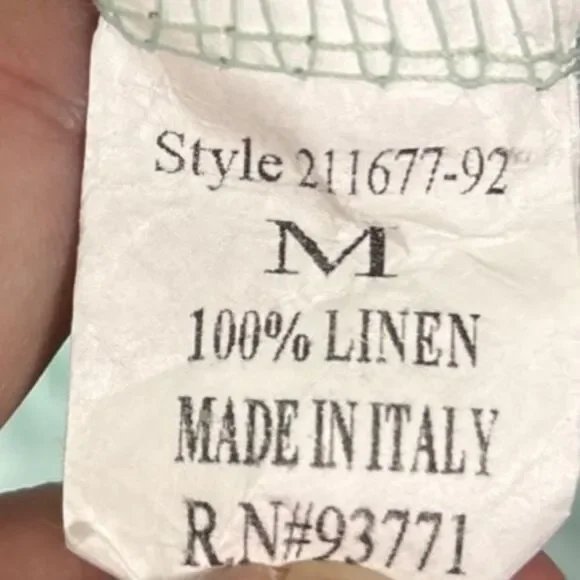 Style 211677-92
M
100% LINEN
MADE IN ITALY
R.N#93771